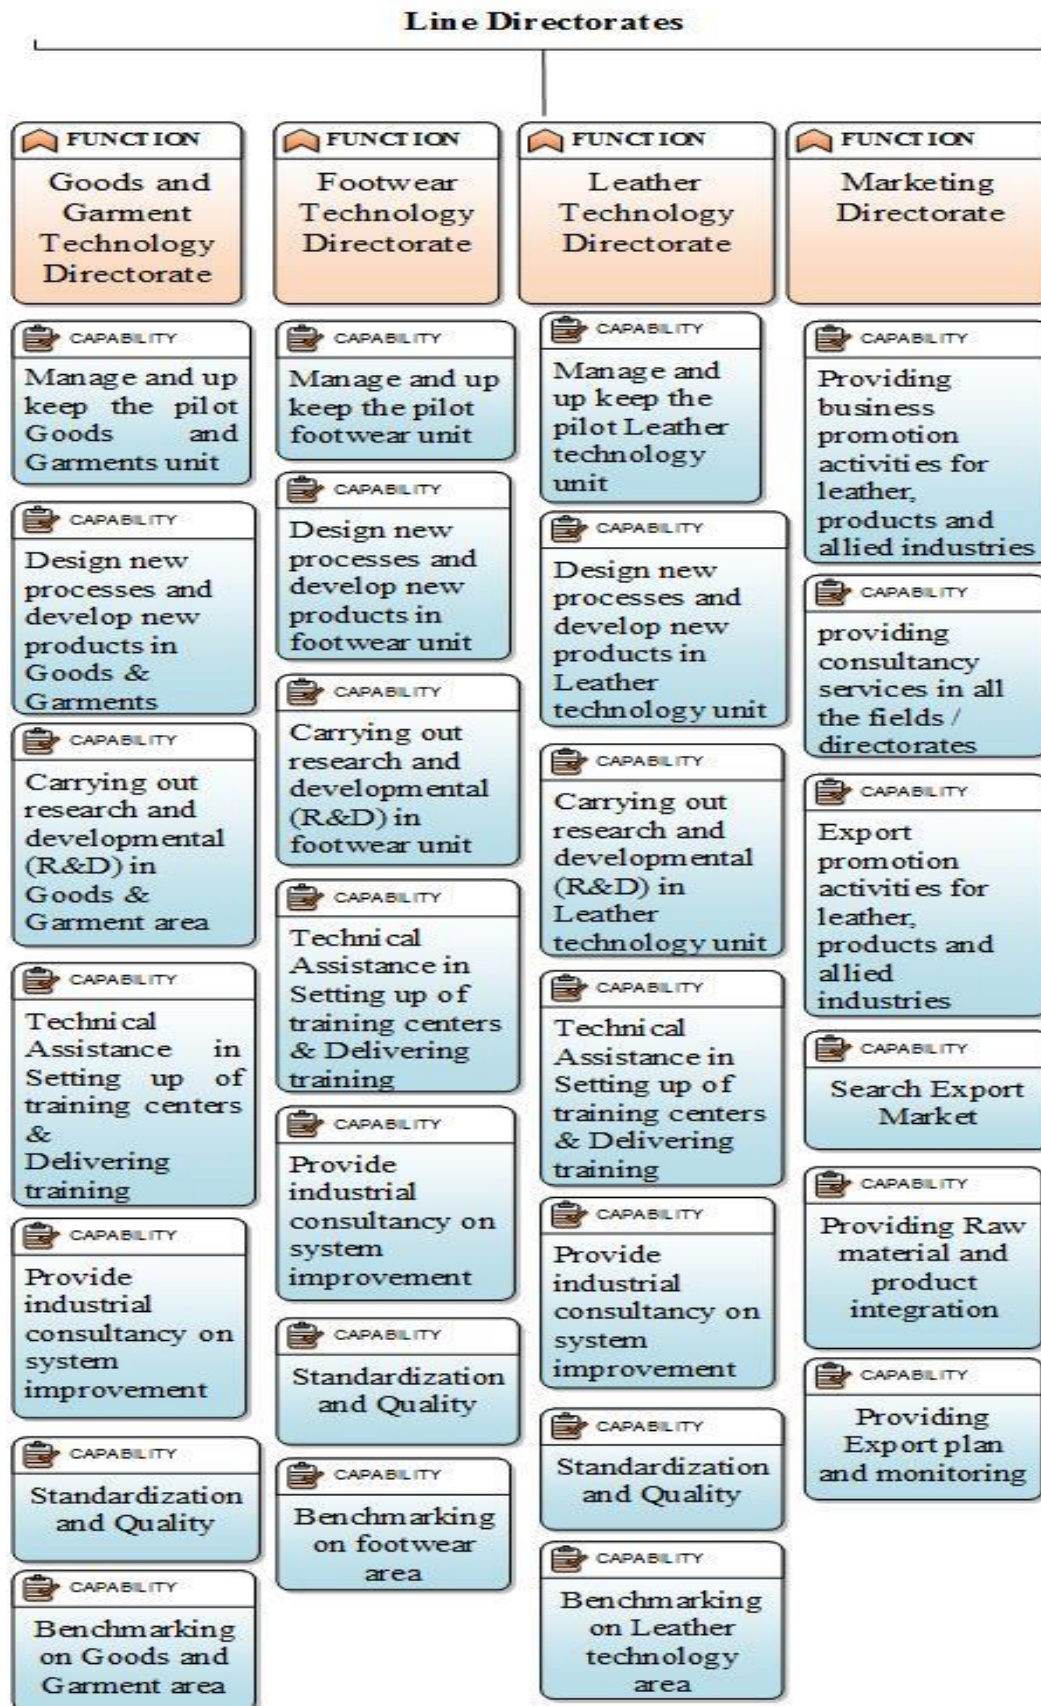 Line Directorates
FUNCTION
Goods and
Garment
Technology
Directorate
CAPABILITY
Manage and up
keep the pilot
Goods and
Garments unit
CAPABILITY
Design new
processes and
develop new
products in
Goods &
Garments
CAPABILITY
Carrying out
research and
developmental
(R&D) in
Goods &
Garment area
CAPABILITY
Technical
Assistance in
Setting up of
training centers
&
Delivering
training
CAPABILITY
Provide
industrial
consultancy on
system
improvement
CAPABILITY
Standardization
and Quality
CAPABILITY
Benchmarking
on Goods and
Garment area
FUNCTION
Footwear
Technology
Directorate
CAPABILITY
Manage and up
keep the pilot
footwear unit
CAPABILITY
Design new
processes and
develop new
products in
footwear unit
CAPABILITY
Carrying out
research and
developmental
(R&D) in
footwear unit
CAPABILITY
Technical
Assistance in
Setting up of
training centers
& Delivering
training
CAPABILITY
Provide
industrial
consultancy on
system
improvement
CAPABILITY
Standardization
and Quality
CAPABILITY
Benchmarking
on footwear
area
FUNCTION
Leather
Technology
Directorate
CAPABILITY
Manage and
up keep the
pilot Leather
technology
unit
CAPABILITY
Design new
processes and
develop new
products in
Leather
technology unit
CAPABILITY
Carrying out
research and
developmental
(R&D) in
Leather
technology unit
CAPABILITY
Technical
Assistance in
Setting up of
training centers
& Delivering
training
CAPABILITY
Provide
industrial
consultancy on
system
improvement
CAPABILITY
Standardization
and Quality
CAPABILITY
Benchmarking
on Leather
technology
area
FUNCTION
Marketing
Directorate
CAPABILITY
Providing
business
promotion
activities for
leather,
products and
allied industries
CAPABILITY
providing
consultancy
services in all
the fields /
directorates
CAPABILITY
Export
promotion
activities for
leather,
products and
allied
industries
CAPABILITY
Search Export
Market
CAPABILITY
Providing Raw
material and
product
integration
CAPABILITY
Providing
Export plan
and monitoring